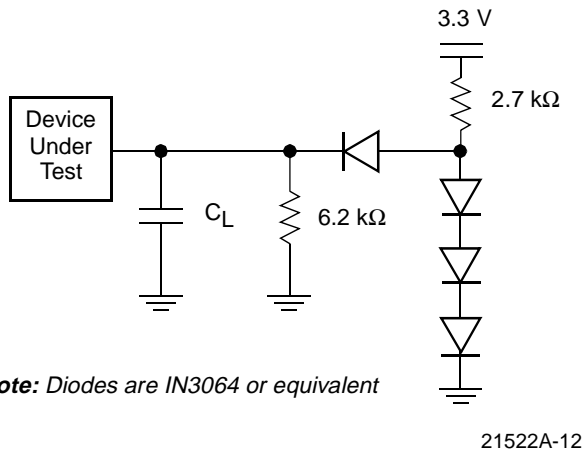 3.3 V
2.7 kΩ
Device
Under
Test
CL
6.2 kΩ
ote: Diodes are IN3064 or equivalent
21522A-12